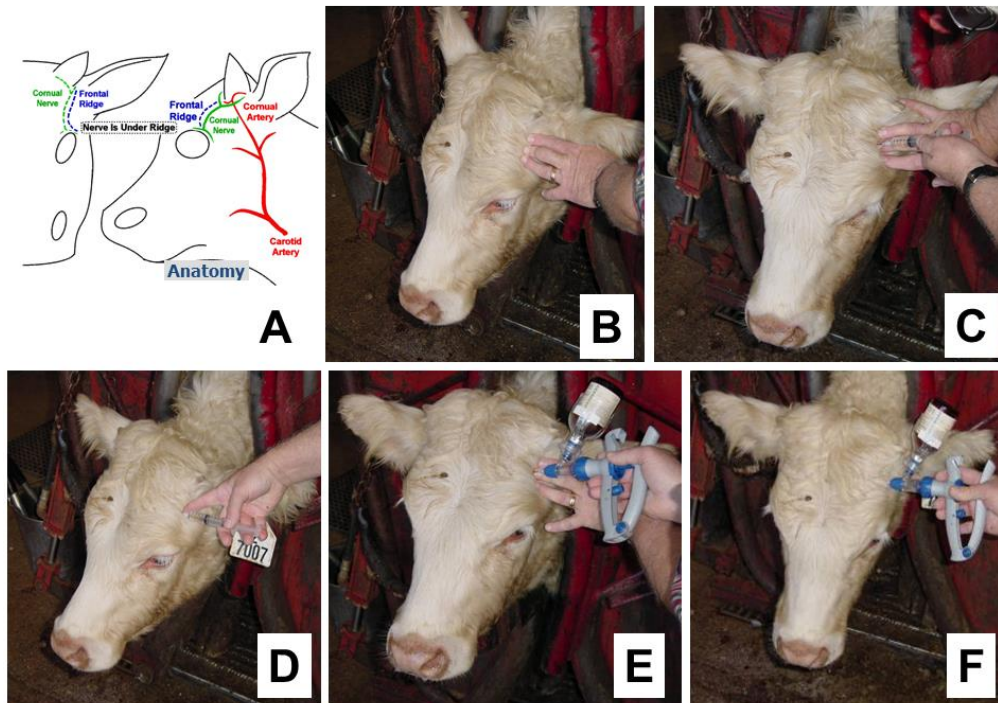 Cornual
Nerve
Frontal
Ridge
Nerve Is Under Ridge
Frontal
Ridge
Cornual
Nerve
Cornual
Artery
Carotid
Artery
Anatomy
A
B
C
7007
D
E
F